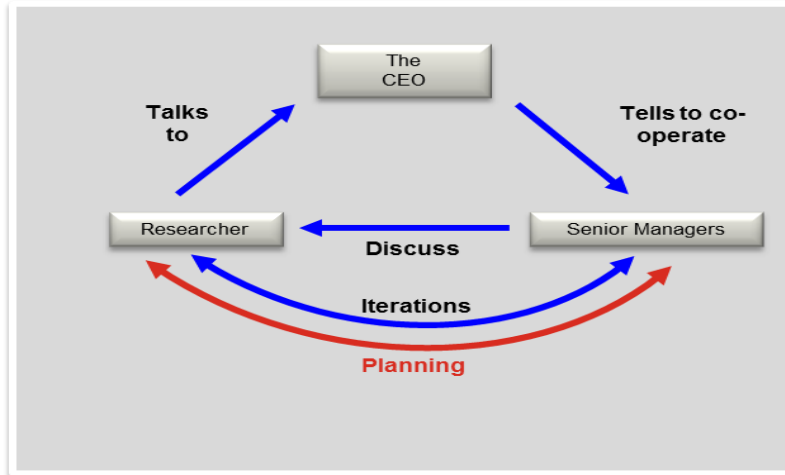 The
CEO
Talks
to
Tells to co-
operate
Researcher
Senior Managers
Discuss
Iterations
Planning